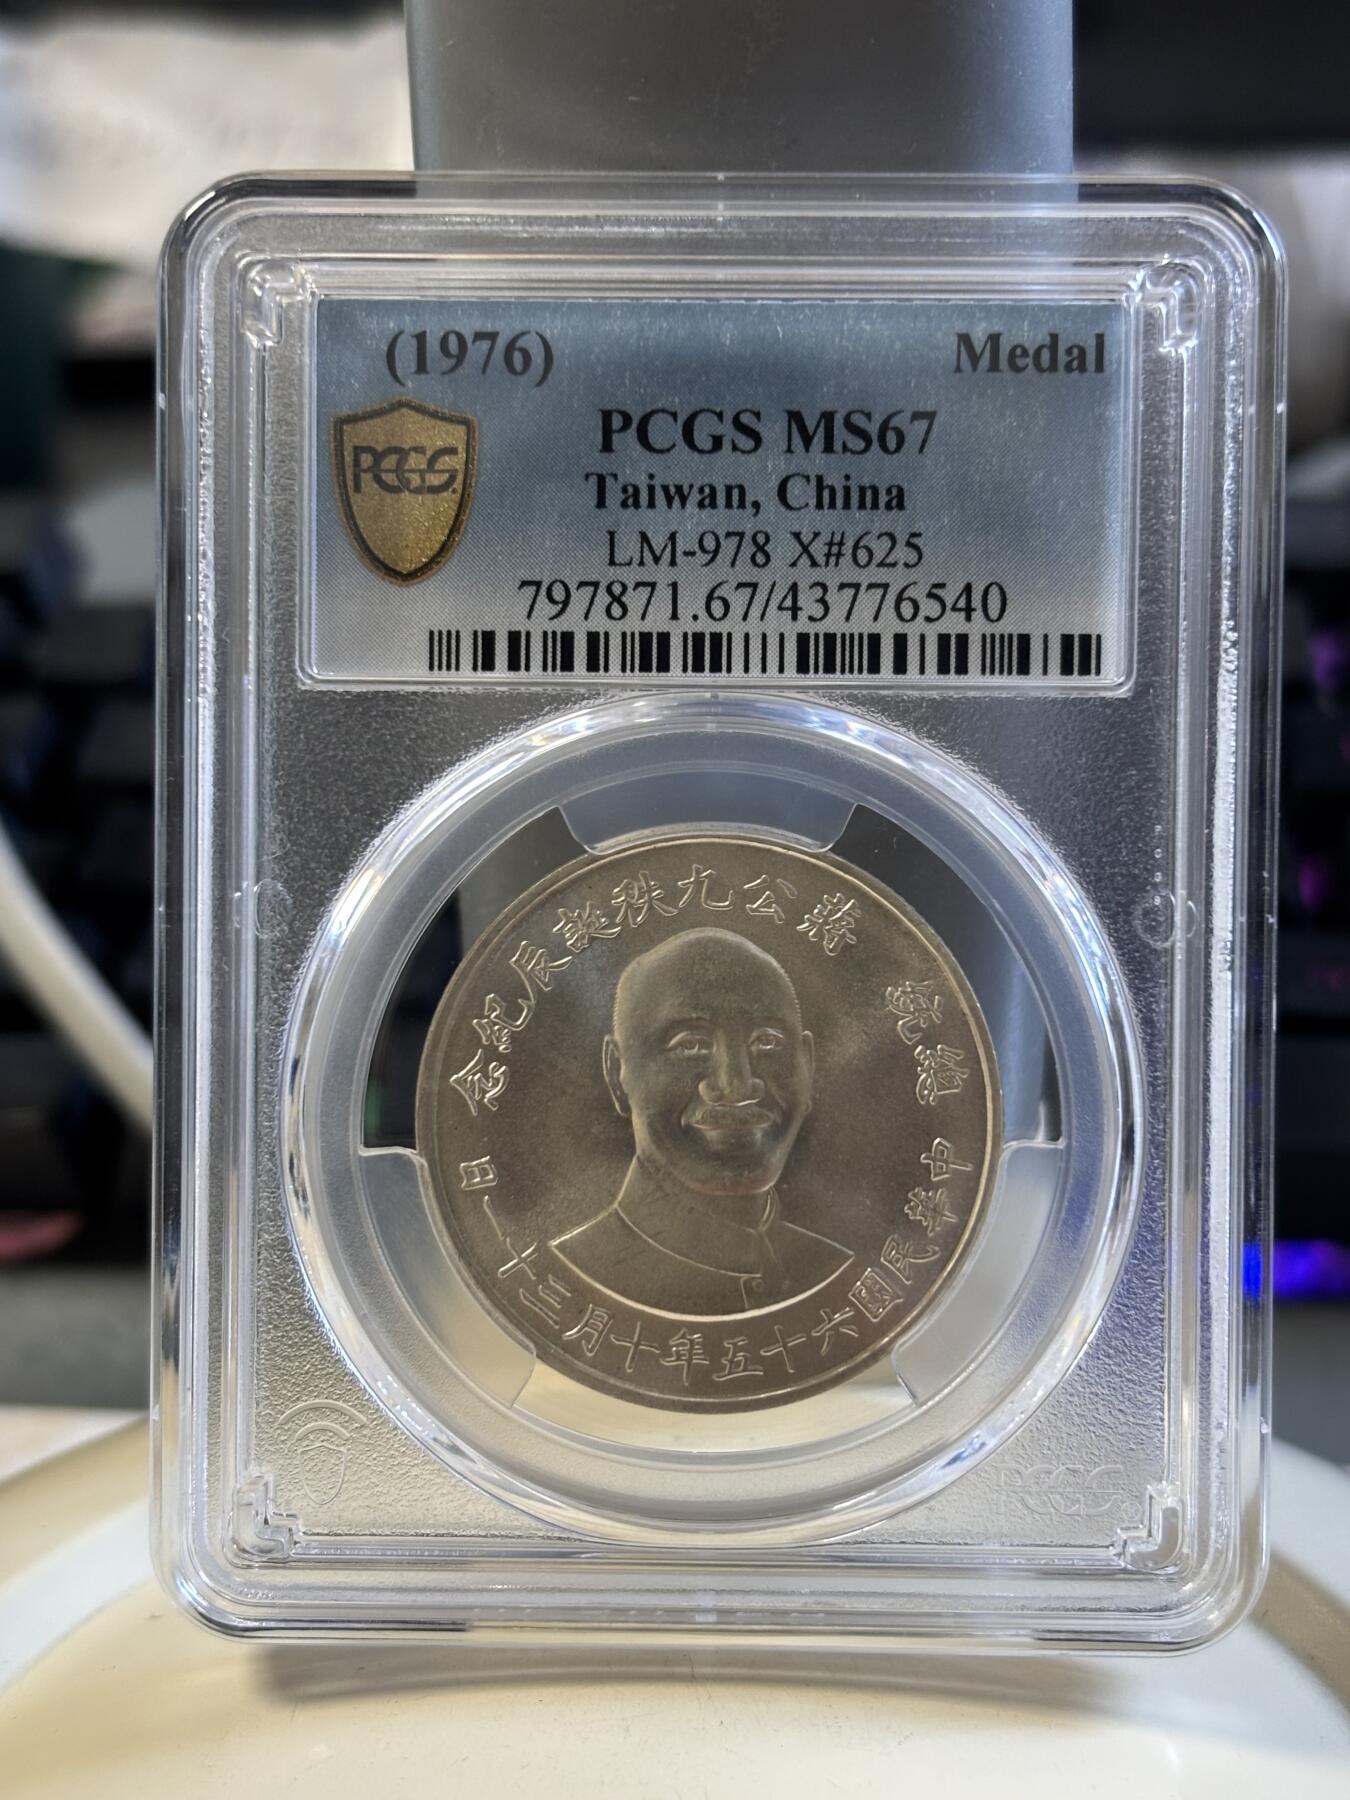 (1976) Medal
PCGS MS67
PCGS
Taiwan, China
LM-978 X#625
797871.67/43776540
總統 蔣公九秩誕辰紀念
中華民國六十五年十月三十一日
PCGS